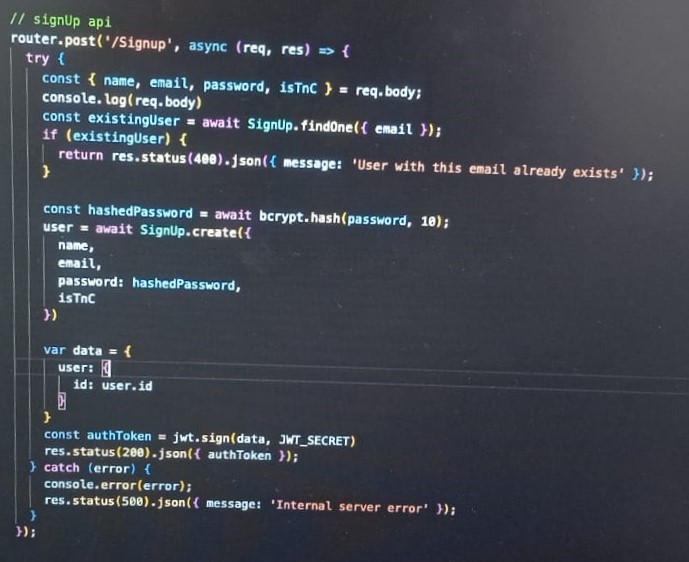 // signUp api
router.post('/Signup', async (req, res) => {
try {
const { name, email, password, isTnC } = req.body;
console.log(req.body)
const existingUser = await SignUp.findOne({ email });
if (existingUser) {
return res.status(400).json({ message: 'User with this email already exists' });
}
const hashedPassword = await bcrypt.hash(password, 10);
user = await SignUp.create({
name,
email,
password: hashedPassword,
isTnC
})
var data = {
user: {
id: user.id
}
}
const authToken = jwt.sign(data, JWT_SECRET)
res.status(200).json({ authToken });
} catch (error) {
console.error(error);
res.status(500).json({ message: 'Internal server error' });
}
});